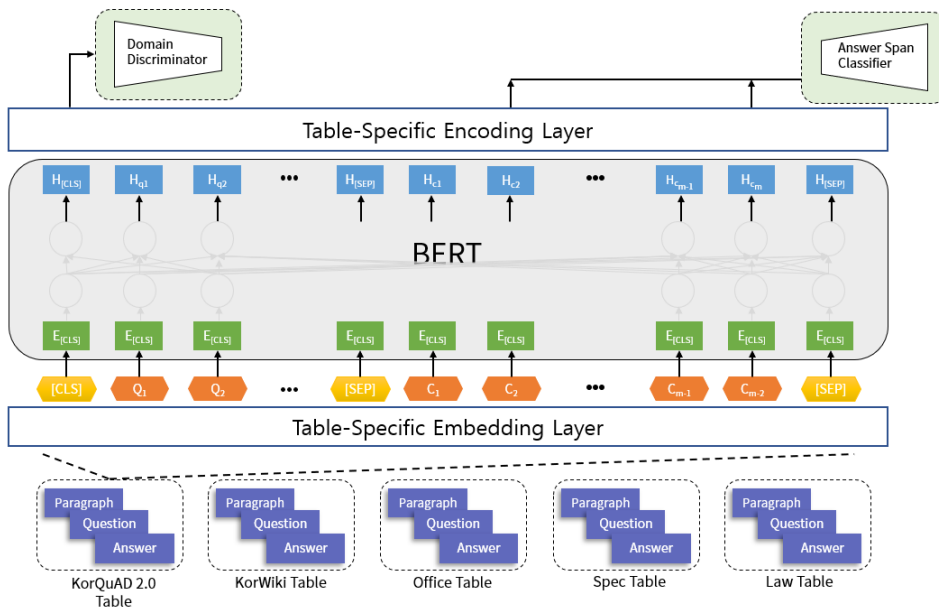 Domain
Discriminator
Answer Span
Classifier
Table-Specific Encoding Layer
H[CLS] Hq1 Hq2 ••• H[SEP] Hc1 Hc2 ••• Hcm-1 Hcm H[SEP]
BERT
E[CLS] E[CLS] E[CLS] E[CLS] E[CLS] E[CLS] E[CLS] E[CLS] E[CLS]
[CLS] Q1 Q2 ••• [SEP] C1 C2 ••• Cm-1 Cm-2 [SEP]
Table-Specific Embedding Layer
Paragraph Paragraph Paragraph Paragraph Paragraph
Question Question Question Question Question
Answer Answer Answer Answer Answer
KorQuAD 2.0 KorWiki Table Office Table Spec Table Law Table
Table